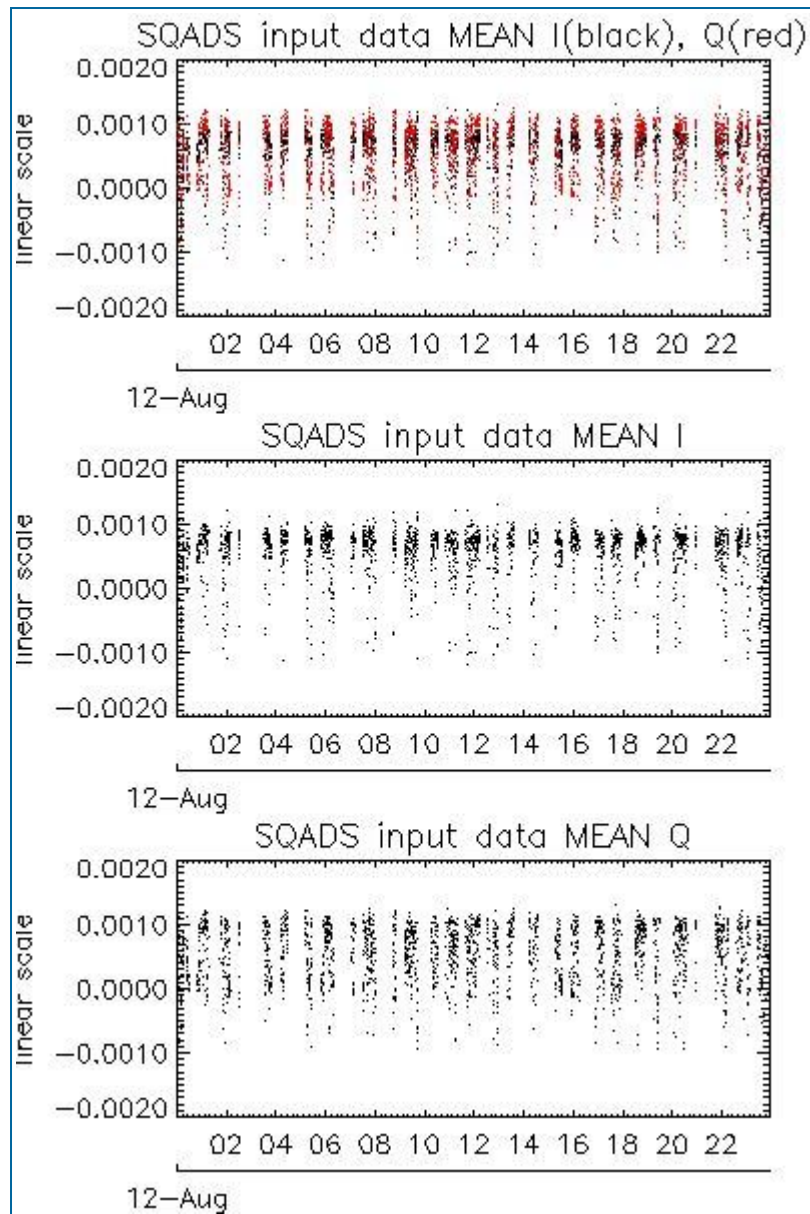 SQADS input data MEAN I(black), Q(red)
linear scale
0.0020
0.0010
0.0000
−0.0010
−0.0020
02 04 06 08 10 12 14 16 18 20 22
12−Aug
SQADS input data MEAN I
linear scale
0.0020
0.0010
0.0000
−0.0010
−0.0020
02 04 06 08 10 12 14 16 18 20 22
12−Aug
SQADS input data MEAN Q
linear scale
0.0020
0.0010
0.0000
−0.0010
−0.0020
02 04 06 08 10 12 14 16 18 20 22
12−Aug